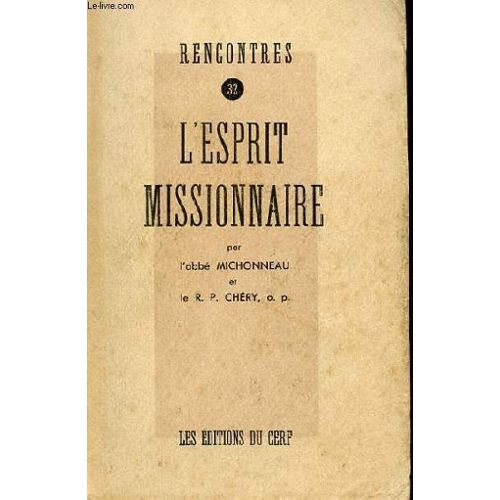 Le-livre.com
RENCONTRES
32
L'ESPRIT
MISSIONNAIRE
par
l'abbé MICHONNEAU
et
le R. P. CHÉRY, o. p.
LES EDITIONS DU CERF